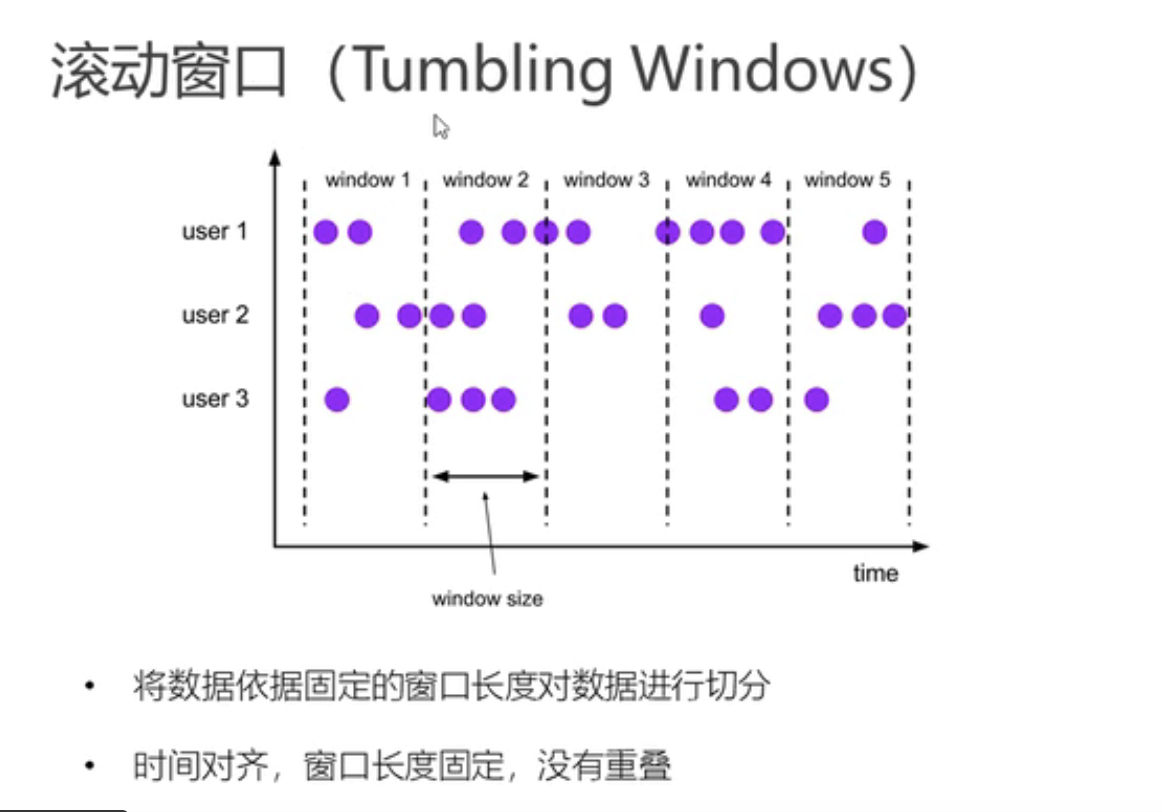 滚动窗口（Tumbling Windows）
window 1 window 2 window 3 window 4 window 5
user 1
user 2
user 3
time
window size
• 将数据依据固定的窗口长度对数据进行切分
• 时间对齐，窗口长度固定，没有重叠